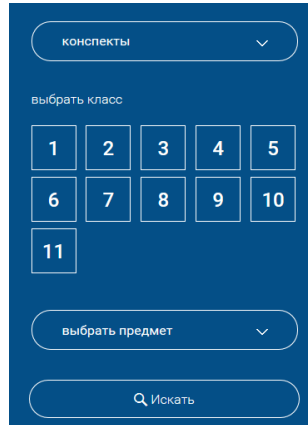 конспекты
выбрать класс
1 2 3 4 5
6 7 8 9 10
11
выбрать предмет
Искать